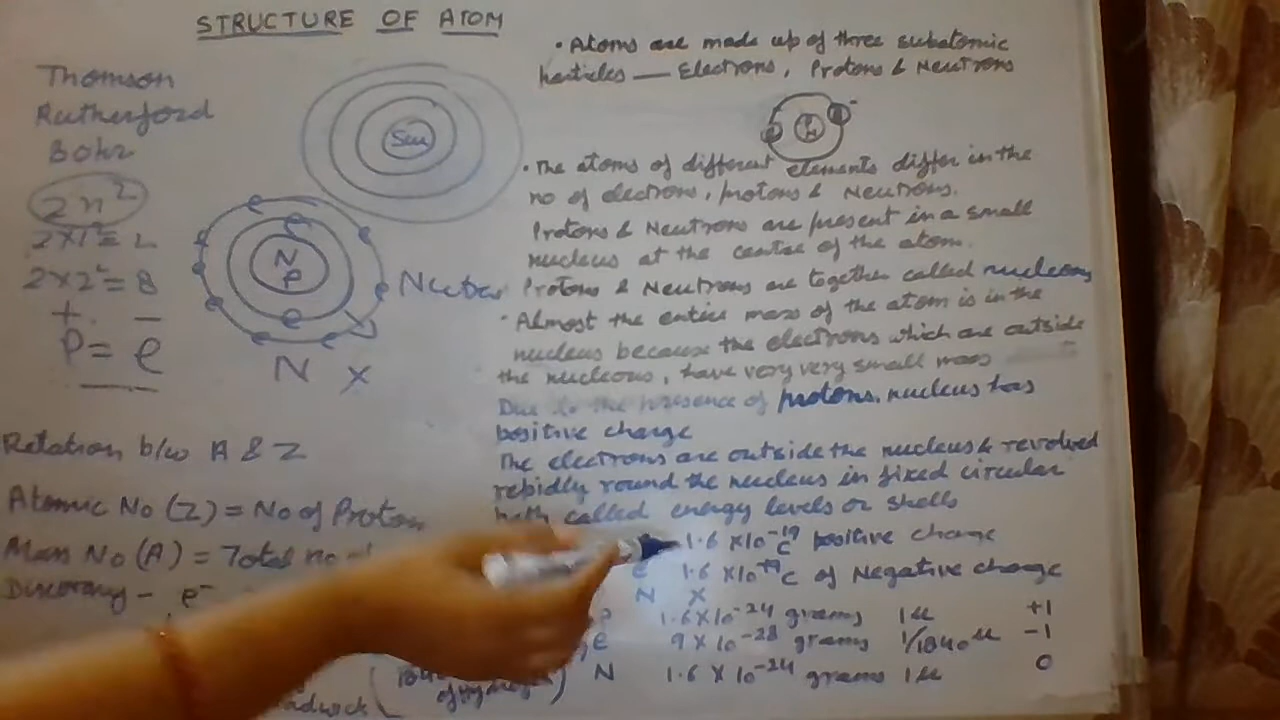 STRUCTURE OF ATOM
Thomson
Rutherford
Bohr
2n²
2×1²=2
2×2²=8
+ −
P=e
Sun
N
P
e
e
N X
Relation b/w A & Z
Atomic No (Z) = No of Proton
Mass No (A) = Total no
Discovery - e⁻
• Atoms are made up of three subatomic
particles — Electrons, Protons & Neutrons
• The atoms of different elements differ in the
no of electrons, protons & Neutrons.
Protons & Neutrons are present in a small
nucleus at the centre of the atom.
Protons & Neutrons are together called nucleons
• Almost the entire mass of the atom is in the
nucleus because the electrons which are outside
the nucleous, have very very small mass
Due to the presence of protons, nucleus has
positive charge
The electrons are outside the nucleus & revolved
rebidly round the nucleus in fixed circular
path called energy levels or shells
1.6 ×10⁻¹⁹ C positive charge
e 1.6 ×10⁻¹⁹C of Negative charge
N X
P 1.6×10⁻²⁴ grams 1u +1
e 9×10⁻²⁸ grams 1/1840 u −1
N 1.6×10⁻²⁴ grams 1u 0